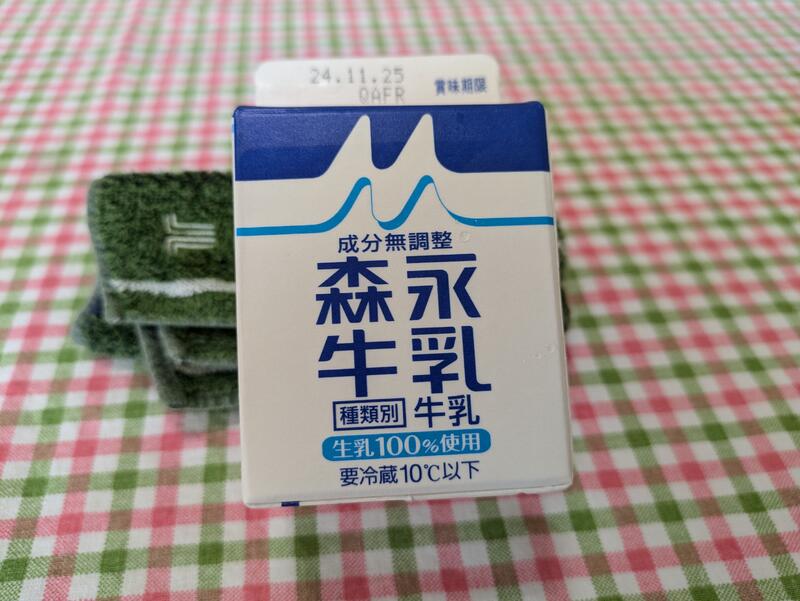 24.11.25
QAFR 賞味期限
成分無調整
森永
牛乳
種類別 牛乳
生乳100%使用
要冷蔵10℃以下